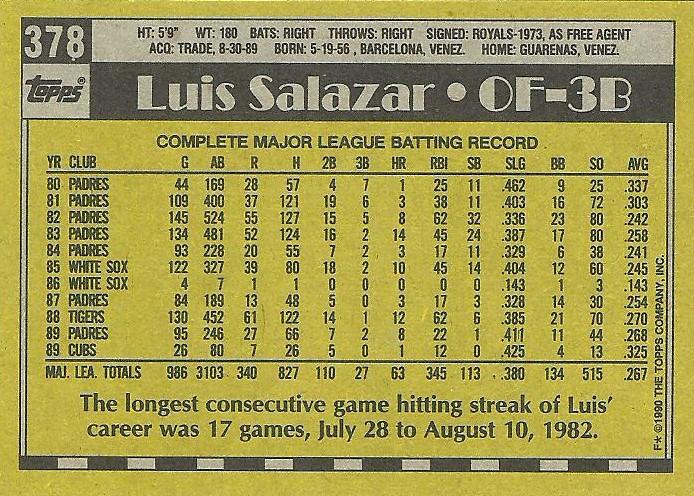 378
HT: 5'9" WT: 180 BATS: RIGHT THROWS: RIGHT SIGNED: ROYALS-1973, AS FREE AGENT
ACQ: TRADE, 8-30-89 BORN: 5-19-56 , BARCELONA, VENEZ. HOME: GUARENAS, VENEZ.
Topps®
Luis Salazar • OF-3B
COMPLETE MAJOR LEAGUE BATTING RECORD
YR CLUB G AB R H 2B 3B HR RBI SB SLG BB SO AVG
80 PADRES 44 169 28 57 4 7 1 25 11 .462 9 25 .337
81 PADRES 109 400 37 121 19 6 3 38 11 .403 16 72 .303
82 PADRES 145 524 55 127 15 5 8 62 32 .336 23 80 .242
83 PADRES 134 481 52 124 16 2 14 45 24 .387 17 80 .258
84 PADRES 93 228 20 55 7 2 3 17 11 .329 6 38 .241
85 WHITE SOX 122 327 39 80 18 2 10 45 14 .404 12 60 .245
86 WHITE SOX 4 7 1 1 0 0 0 0 0 .143 1 3 .143
87 PADRES 84 189 13 48 5 0 3 17 3 .328 14 30 .254
88 TIGERS 130 452 61 122 14 1 12 62 6 .385 21 70 .270
89 PADRES 95 246 27 66 7 2 8 22 1 .411 11 44 .268
89 CUBS 26 80 7 26 5 0 1 12 0 .425 4 13 .325
MAJ. LEA. TOTALS 986 3103 340 827 110 27 63 345 113 .380 134 515 .267
The longest consecutive game hitting streak of Luis'
career was 17 games, July 28 to August 10, 1982.
F* ©1990 THE TOPPS COMPANY, INC.